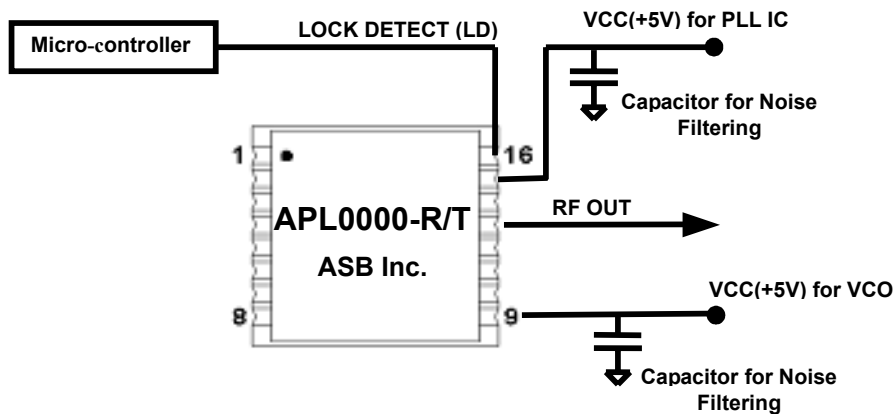 VCC(+5V) for PLL IC
Micro-controller
LOCK DETECT (LD)
Capacitor for Noise
Filtering
1
16
APL0000-R/T
ASB Inc.
RF OUT
8
9
VCC(+5V) for VCO
Capacitor for Noise
Filtering